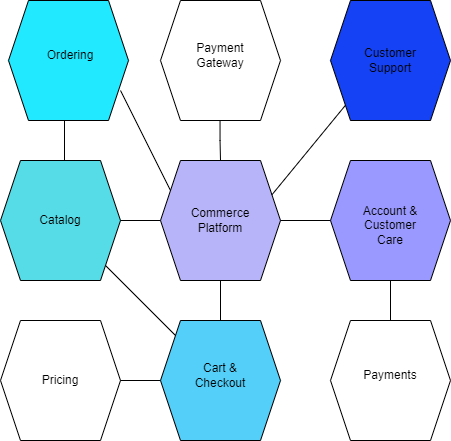 Ordering
Payment
Gateway
Customer
Support
Catalog
Commerce
Platform
Account &
Customer
Care
Pricing
Cart &
Checkout
Payments